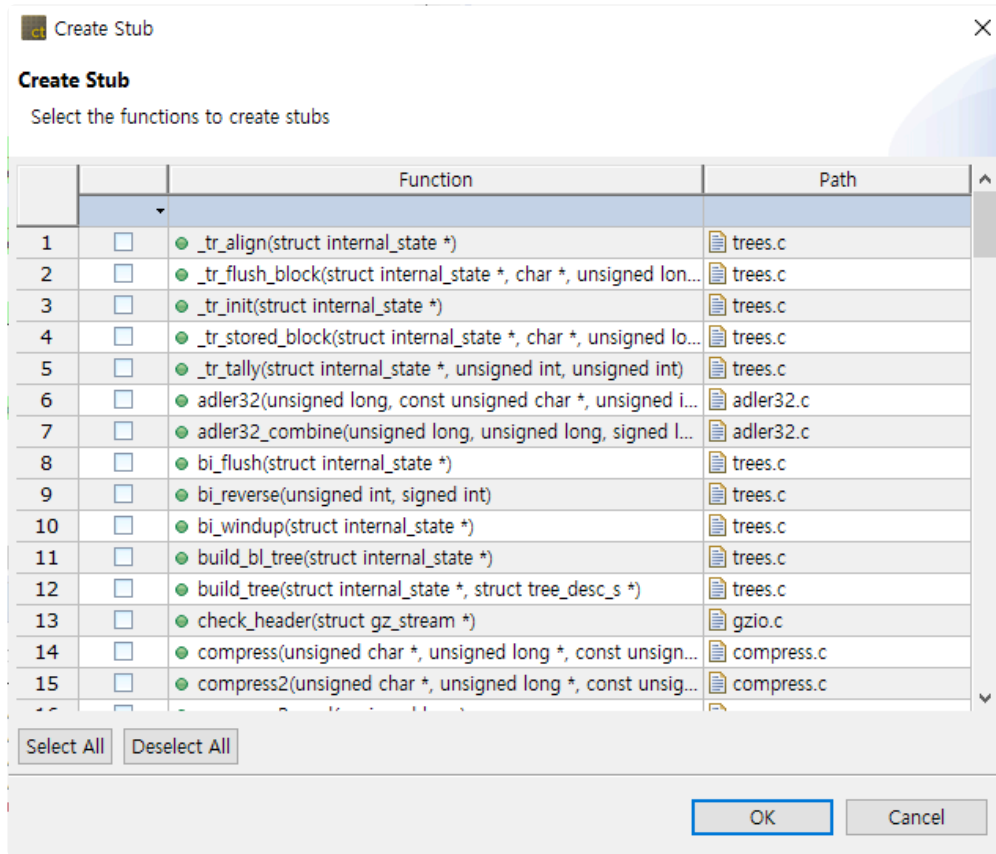 ct Create Stub
Create Stub
Select the functions to create stubs
Function Path
1 _tr_align(struct internal_state *) trees.c
2 _tr_flush_block(struct internal_state *, char *, unsigned lon... trees.c
3 _tr_init(struct internal_state *) trees.c
4 _tr_stored_block(struct internal_state *, char *, unsigned lo... trees.c
5 _tr_tally(struct internal_state *, unsigned int, unsigned int) trees.c
6 adler32(unsigned long, const unsigned char *, unsigned i... adler32.c
7 adler32_combine(unsigned long, unsigned long, signed l... adler32.c
8 bi_flush(struct internal_state *) trees.c
9 bi_reverse(unsigned int, signed int) trees.c
10 bi_windup(struct internal_state *) trees.c
11 build_bl_tree(struct internal_state *) trees.c
12 build_tree(struct internal_state *, struct tree_desc_s *) trees.c
13 check_header(struct gz_stream *) gzio.c
14 compress(unsigned char *, unsigned long *, const unsign... compress.c
15 compress2(unsigned char *, unsigned long *, const unsig... compress.c
Select All Deselect All
OK Cancel